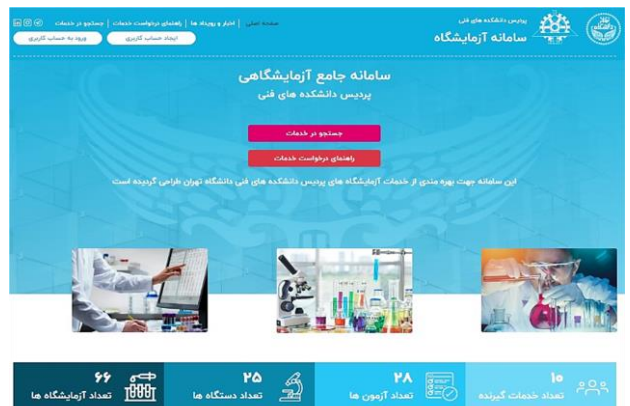 پردیس دانشکده های فنی
سامانه آزمایشگاه
صفحه اصلی | اخبار و رویداد ها | راهنمای درخواست خدمات | جستجو در خدمات
ایجاد حساب کاربری
ورود به حساب کاربری
سامانه جامع آزمایشگاهی
پردیس دانشکده های فنی
جستجو در خدمات
راهنمای درخواست خدمات
این سامانه جهت بهره مندی از خدمات آزمایشگاه های پردیس دانشکده های فنی دانشگاه تهران طراحی گردیده است
۱۰
تعداد خدمات گیرنده
۲۸
تعداد آزمون ها
۲۵
تعداد دستگاه ها
۶۶
تعداد آزمایشگاه ها